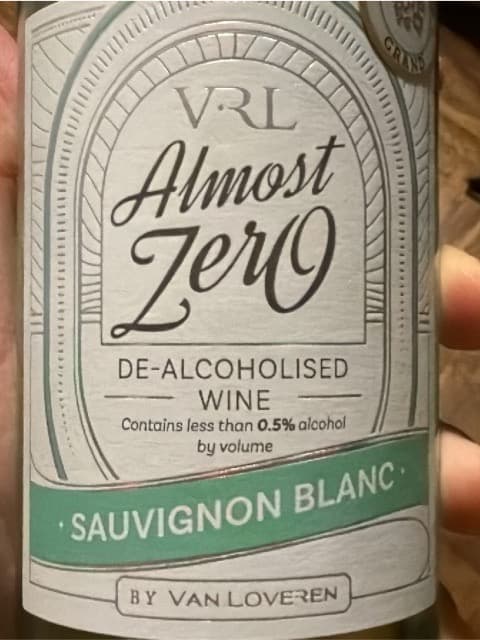 GRAND
VRL
Almost
Zero
DE-ALCOHOLISED
WINE
Contains less than 0.5% alcohol
by volume
· SAUVIGNON BLANC ·
BY VAN LOVEREN